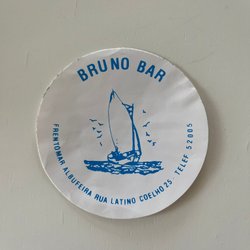 BRUNO BAR
FRENTOMAR ALBUFEIRA RUA LATINO COELHO 25. TELEF 52005